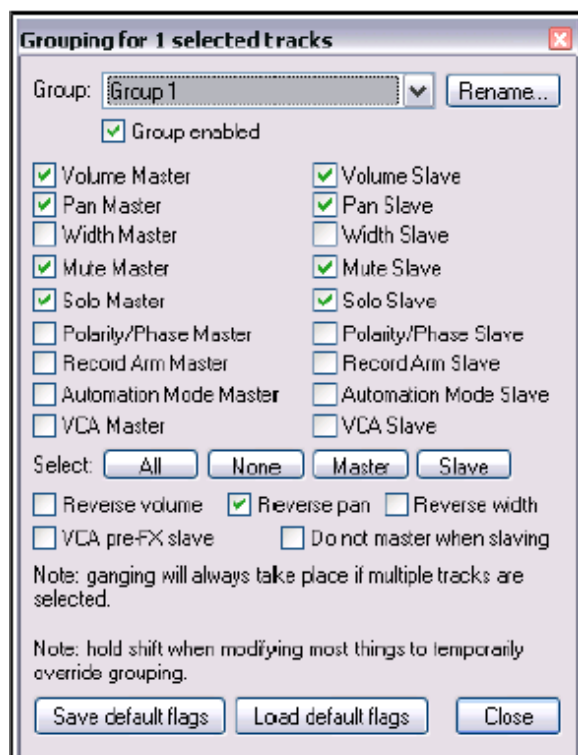 Grouping for 1 selected tracks
Group: Group 1 Rename...
Group enabled
Volume Master Volume Slave
Pan Master Pan Slave
Width Master Width Slave
Mute Master Mute Slave
Solo Master Solo Slave
Polarity/Phase Master Polarity/Phase Slave
Record Arm Master Record Arm Slave
Automation Mode Master Automation Mode Slave
VCA Master VCA Slave
Select: All None Master Slave
Reverse volume Reverse pan Reverse width
VCA pre-FX slave Do not master when slaving
Note: ganging will always take place if multiple tracks are
selected.
Note: hold shift when modifying most things to temporarily
override grouping.
Save default flags Load default flags Close